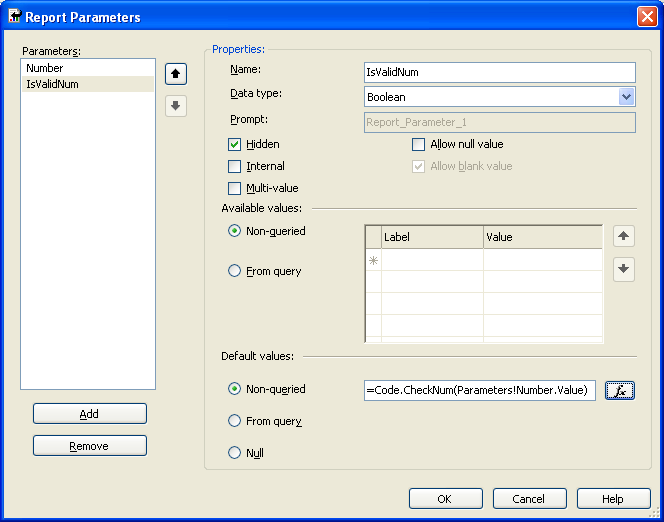 Report Parameters
Parameters:
Number
IsValidNum
Add
Remove
Properties:
Name:
IsValidNum
Data type:
Boolean
Prompt:
Report_Parameter_1
Hidden
Allow null value
Internal
Allow blank value
Multi-value
Available values:
Non-queried
Label Value
From query
Default values:
Non-queried
=Code.CheckNum(Parameters!Number.Value)
fx
From query
Null
OK Cancel Help